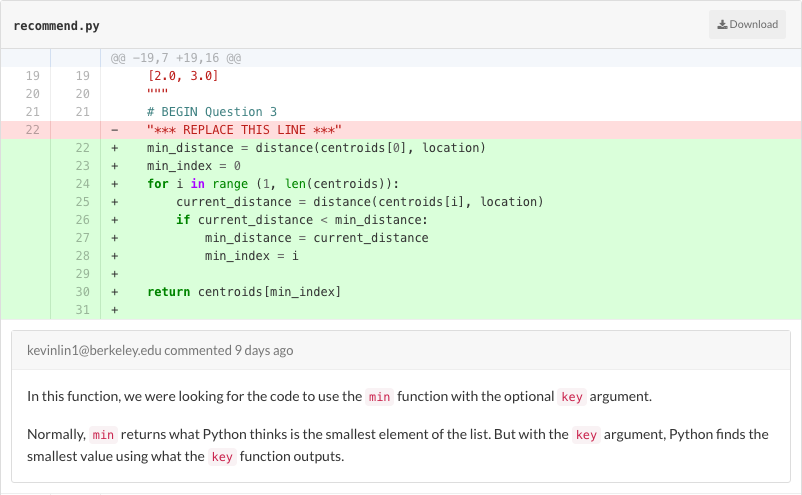 recommend.py
Download
@@ -19,7 +19,16 @@
19 19 [2.0, 3.0]
20 20 """
21 21 # BEGIN Question 3
22 - "*** REPLACE THIS LINE ***"
22 + min_distance = distance(centroids[0], location)
23 + min_index = 0
24 + for i in range (1, len(centroids)):
25 + current_distance = distance(centroids[i], location)
26 + if current_distance < min_distance:
27 + min_distance = current_distance
28 + min_index = i
29 +
30 + return centroids[min_index]
31 +
kevinlin1@berkeley.edu commented 9 days ago
In this function, we were looking for the code to use the min function with the optional key argument.
Normally, min returns what Python thinks is the smallest element of the list. But with the key argument, Python finds the
smallest value using what the key function outputs.